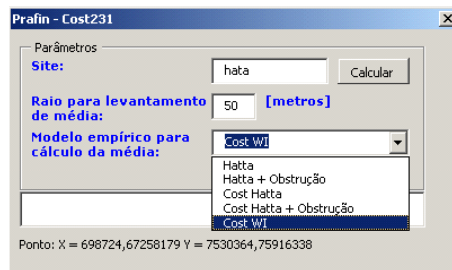 Prafin - Cost231
Parâmetros
Site:
hata
Calcular
Raio para levantamento
de média:
50
[metros]
Modelo empírico para
cálculo da média:
Cost WI
Hatta
Hatta + Obstrução
Cost Hatta
Cost Hatta + Obstrução
Cost WI
Ponto: X = 698724,67258179 Y = 7530364,75916338